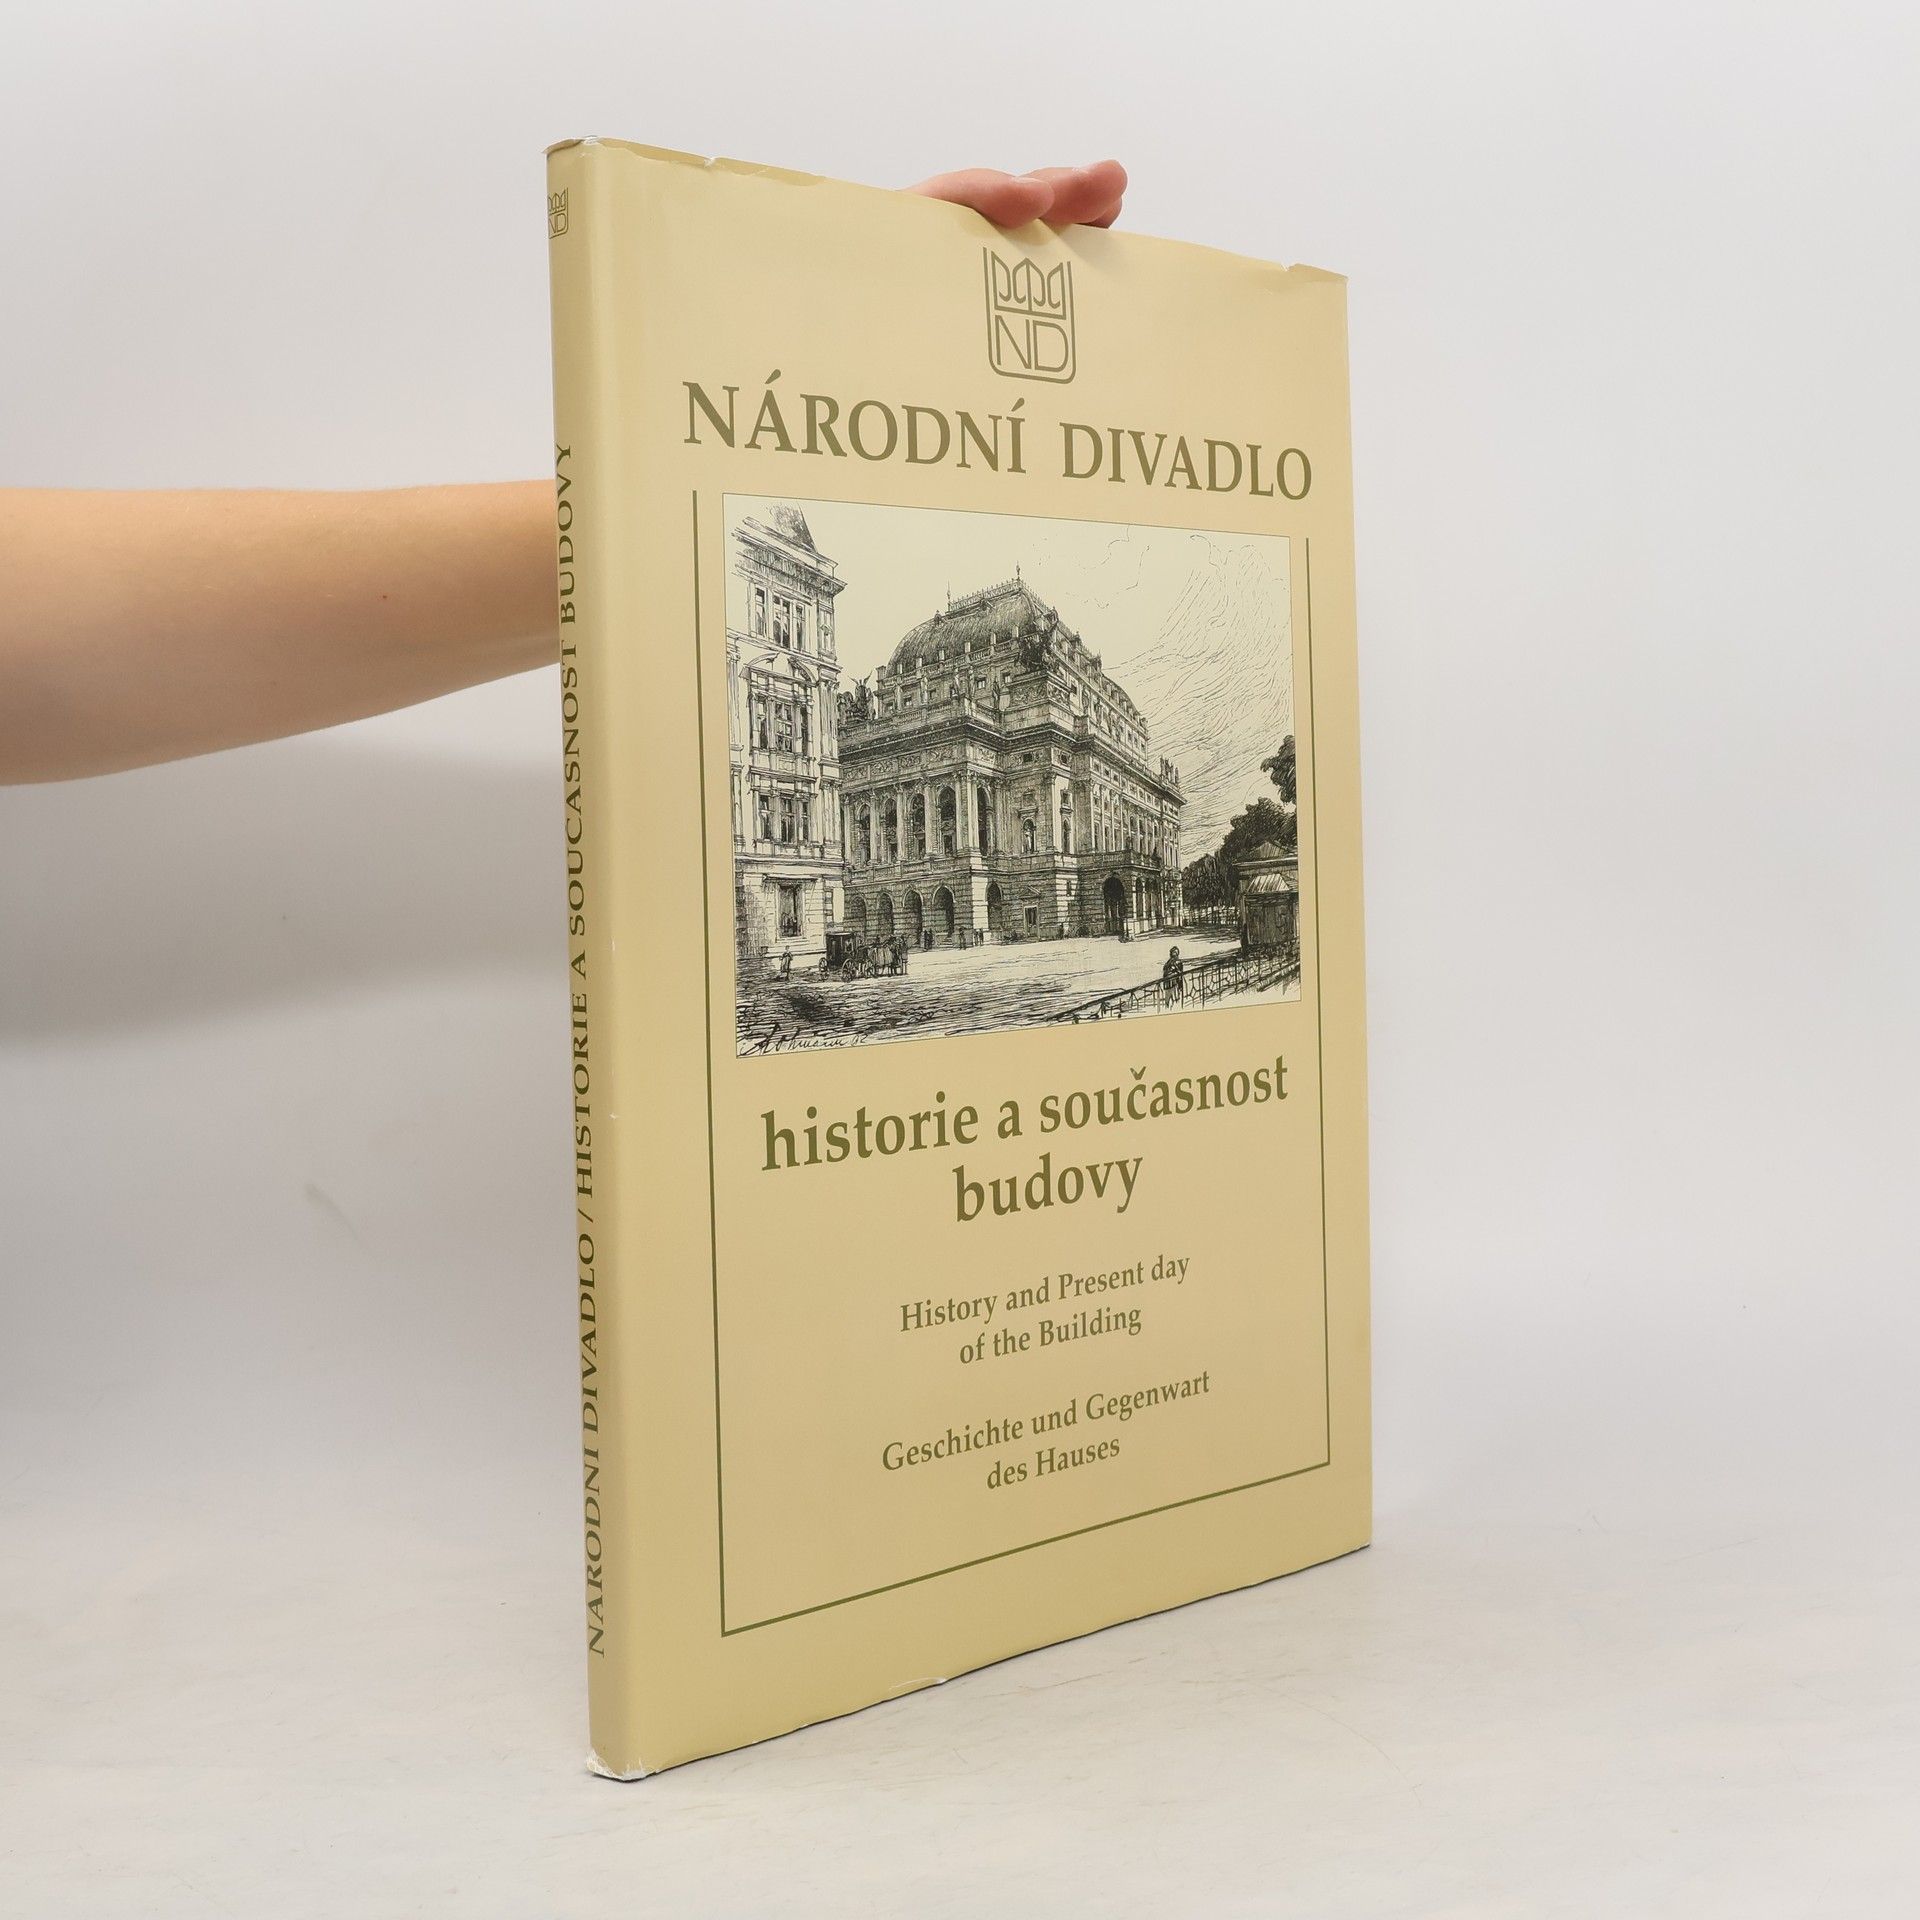 ND
NÁRODNÍ DIVADLO
historie a současnost
budovy
History and Present day
of the Building
Geschichte und Gegenwart
des Hauses
ND
NÁRODNÍ DIVADLO / HISTORIE A SOUČASNOST BUDOVY